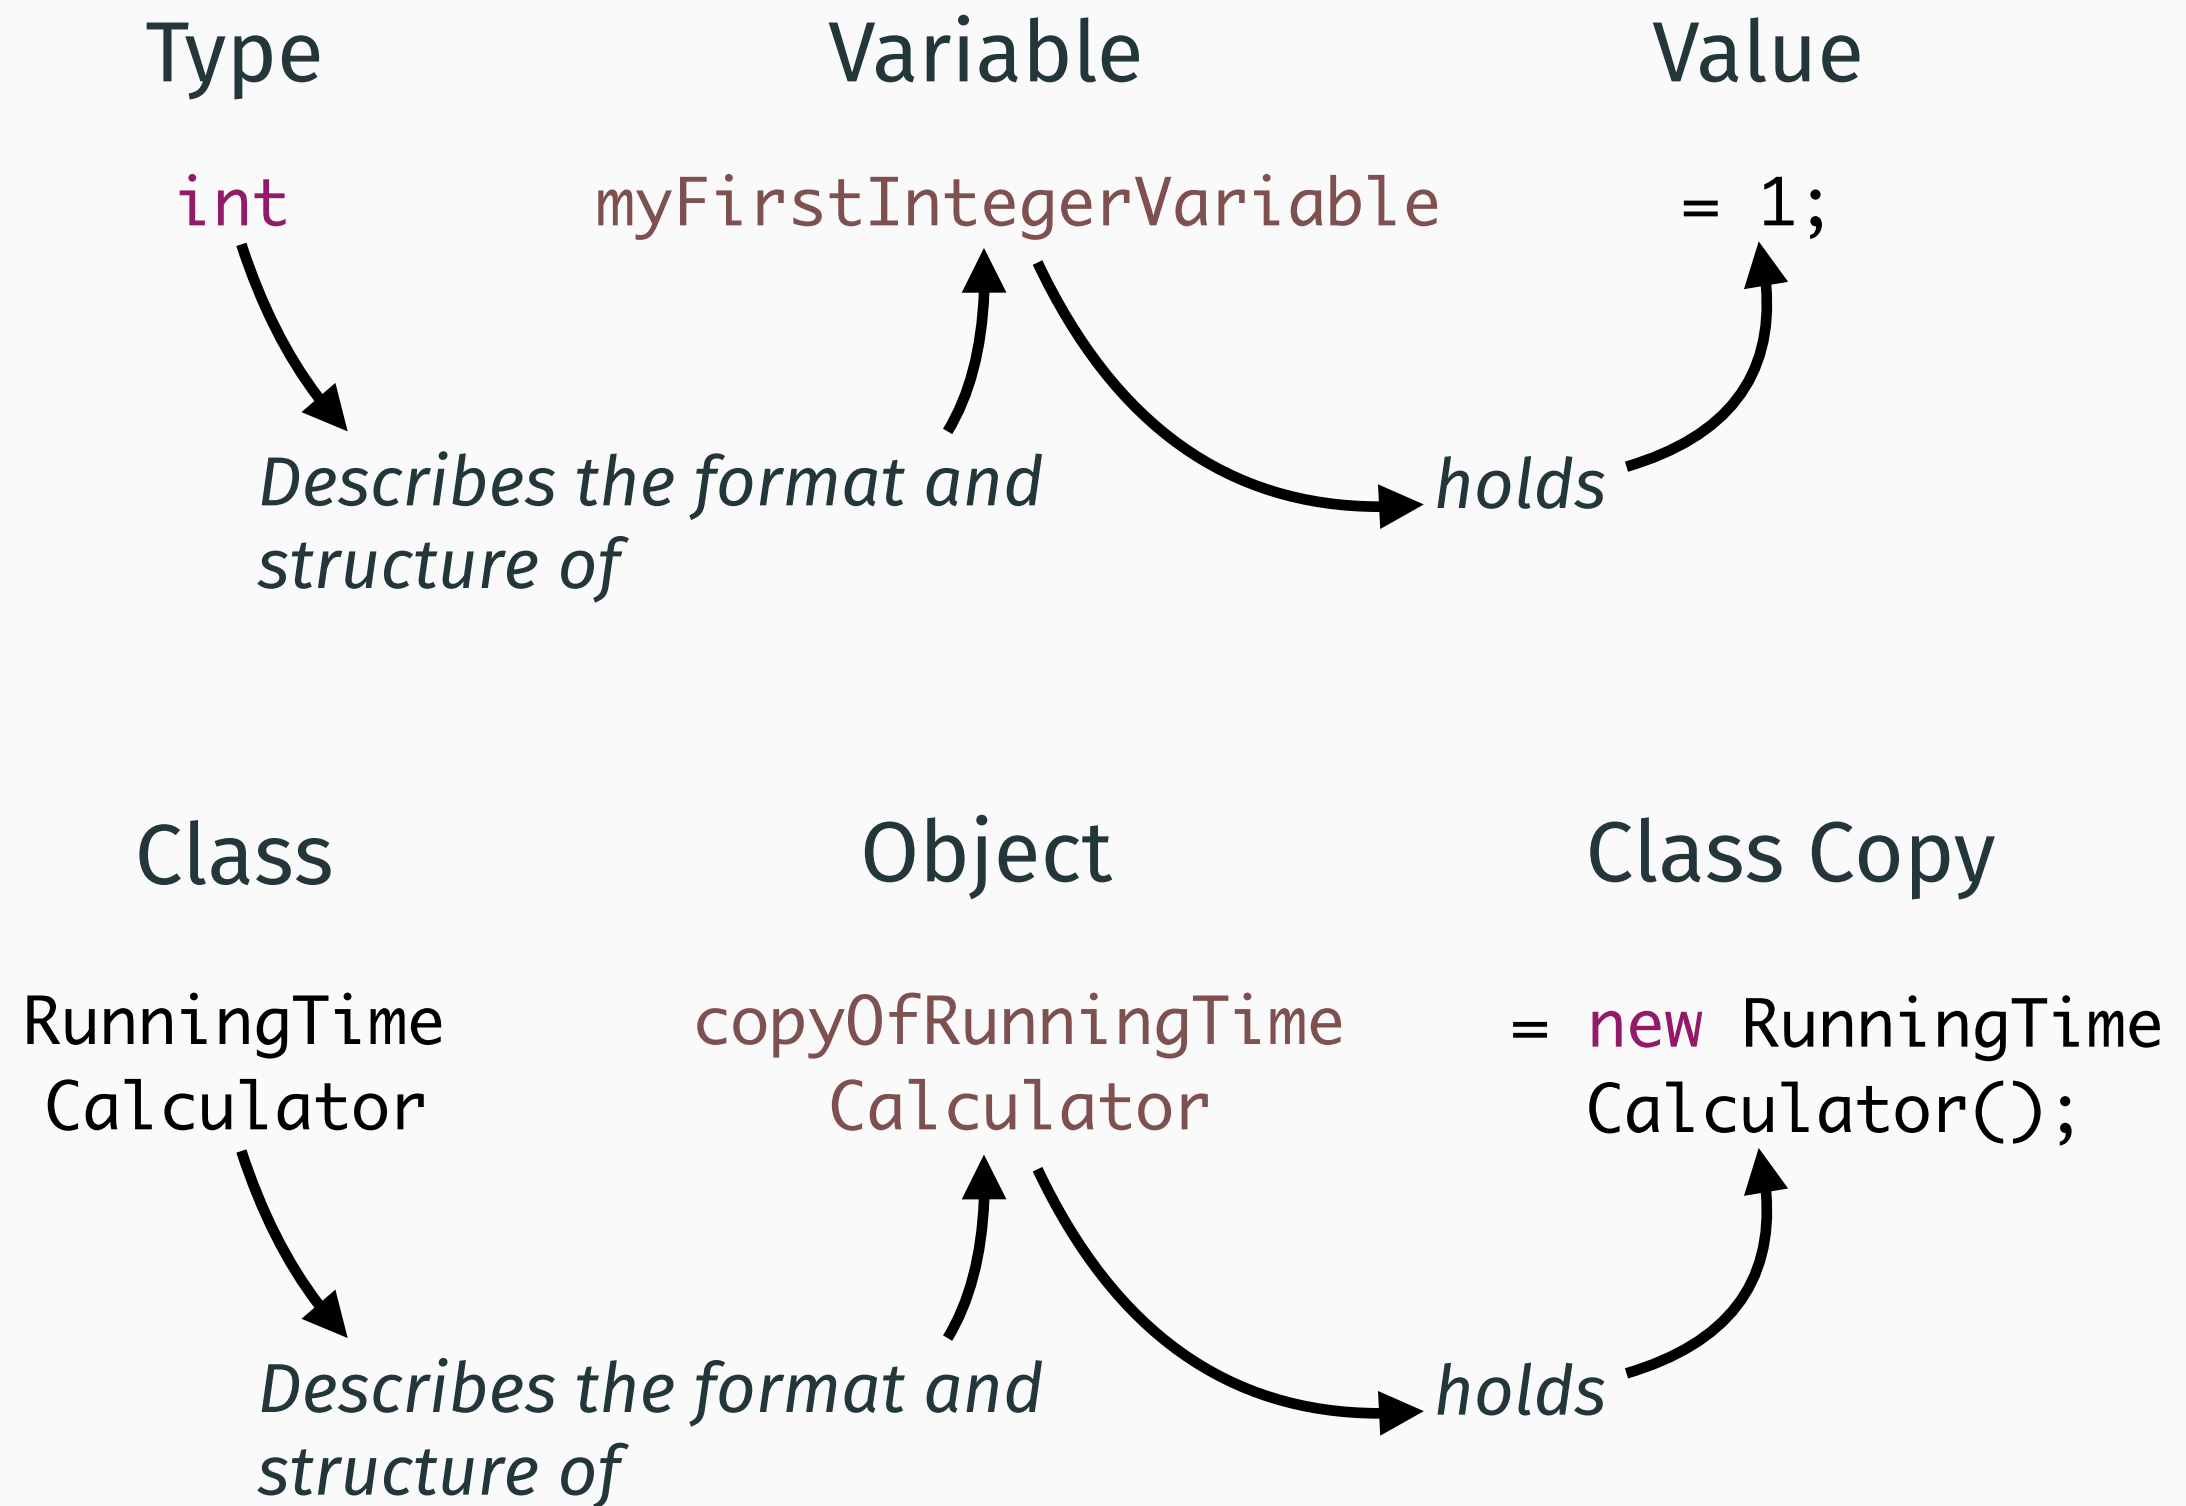 Type Variable Value
int myFirstIntegerVariable = 1;
Describes the format and
structure of
holds
Class Object Class Copy
RunningTime copyOfRunningTime = new RunningTime
Calculator Calculator Calculator();
Describes the format and
structure of
holds